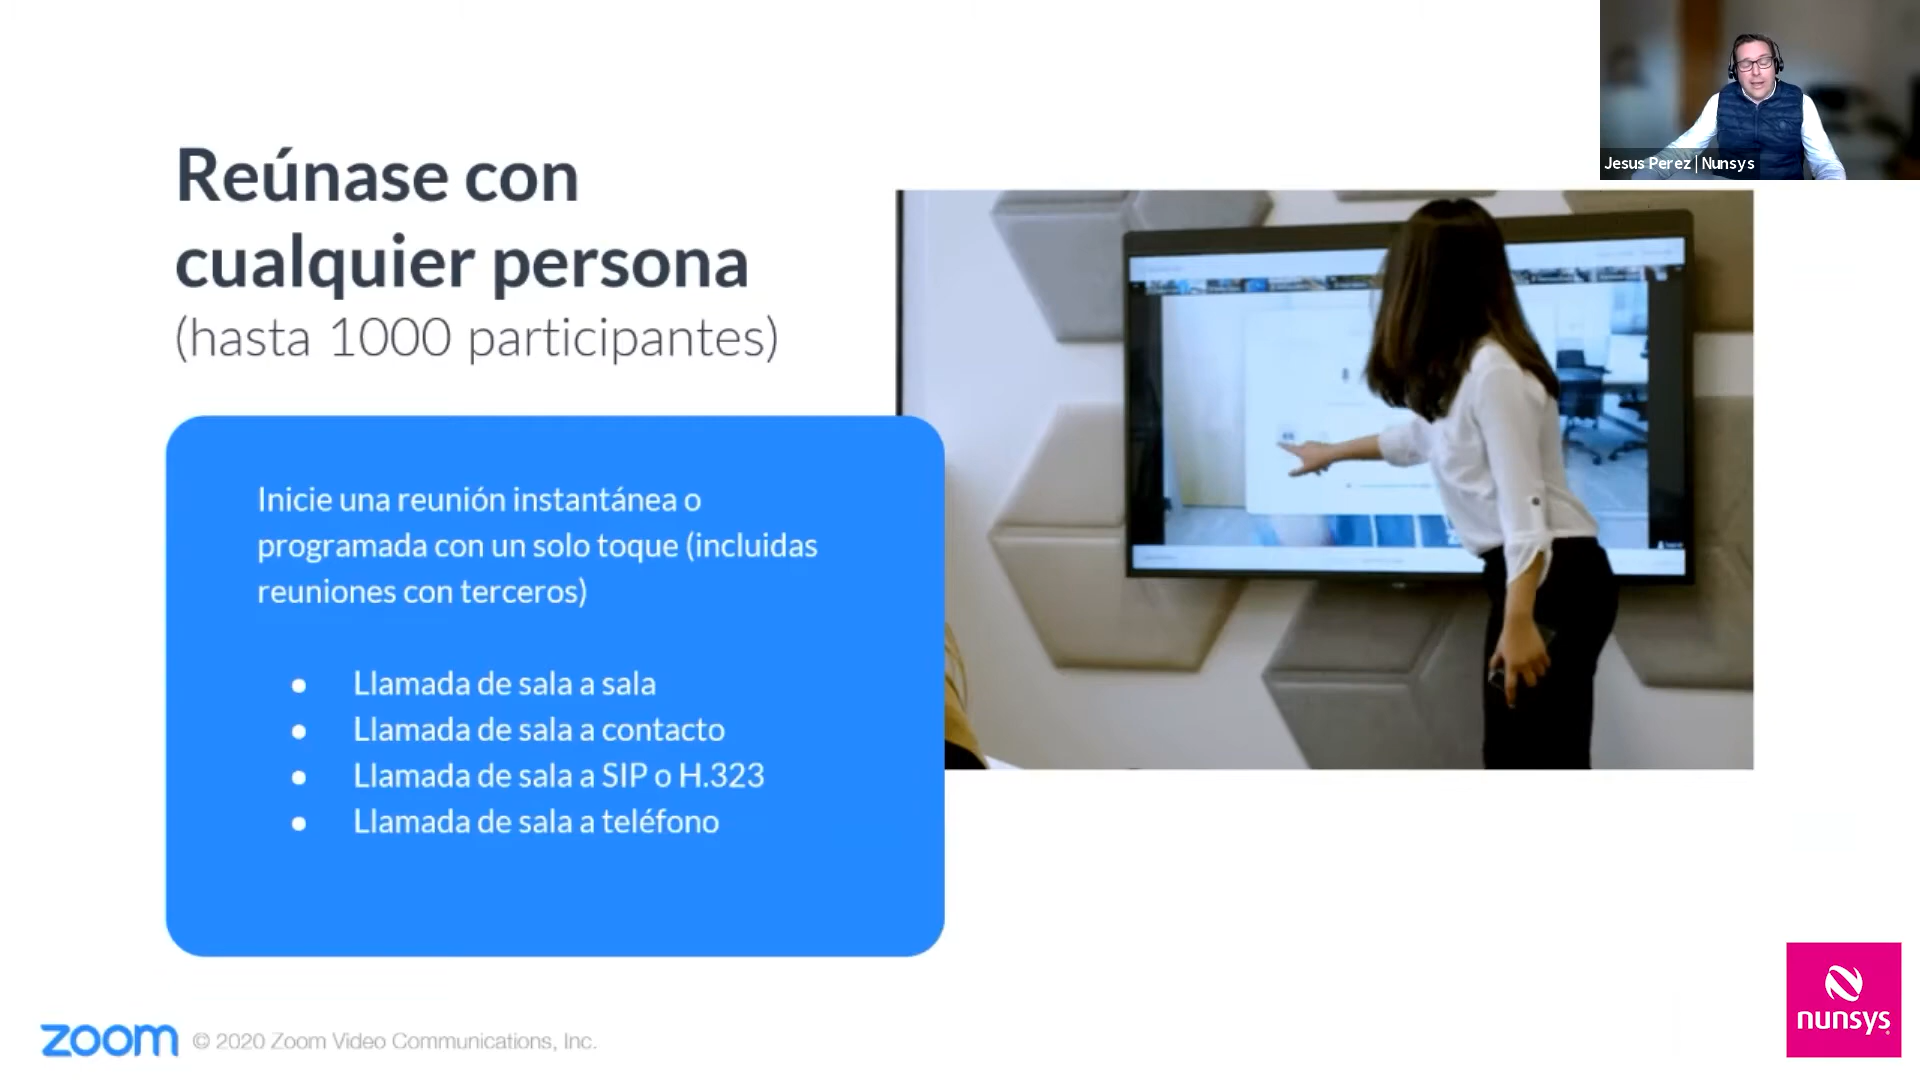 Jesus Perez | Nunsys
Reúnase con
cualquier persona
(hasta 1000 participantes)
Inicie una reunión instantánea o
programada con un solo toque (incluidas
reuniones con terceros)
● Llamada de sala a sala
● Llamada de sala a contacto
● Llamada de sala a SIP o H.323
● Llamada de sala a teléfono
zoom © 2020 Zoom Video Communications, Inc.
nunsys